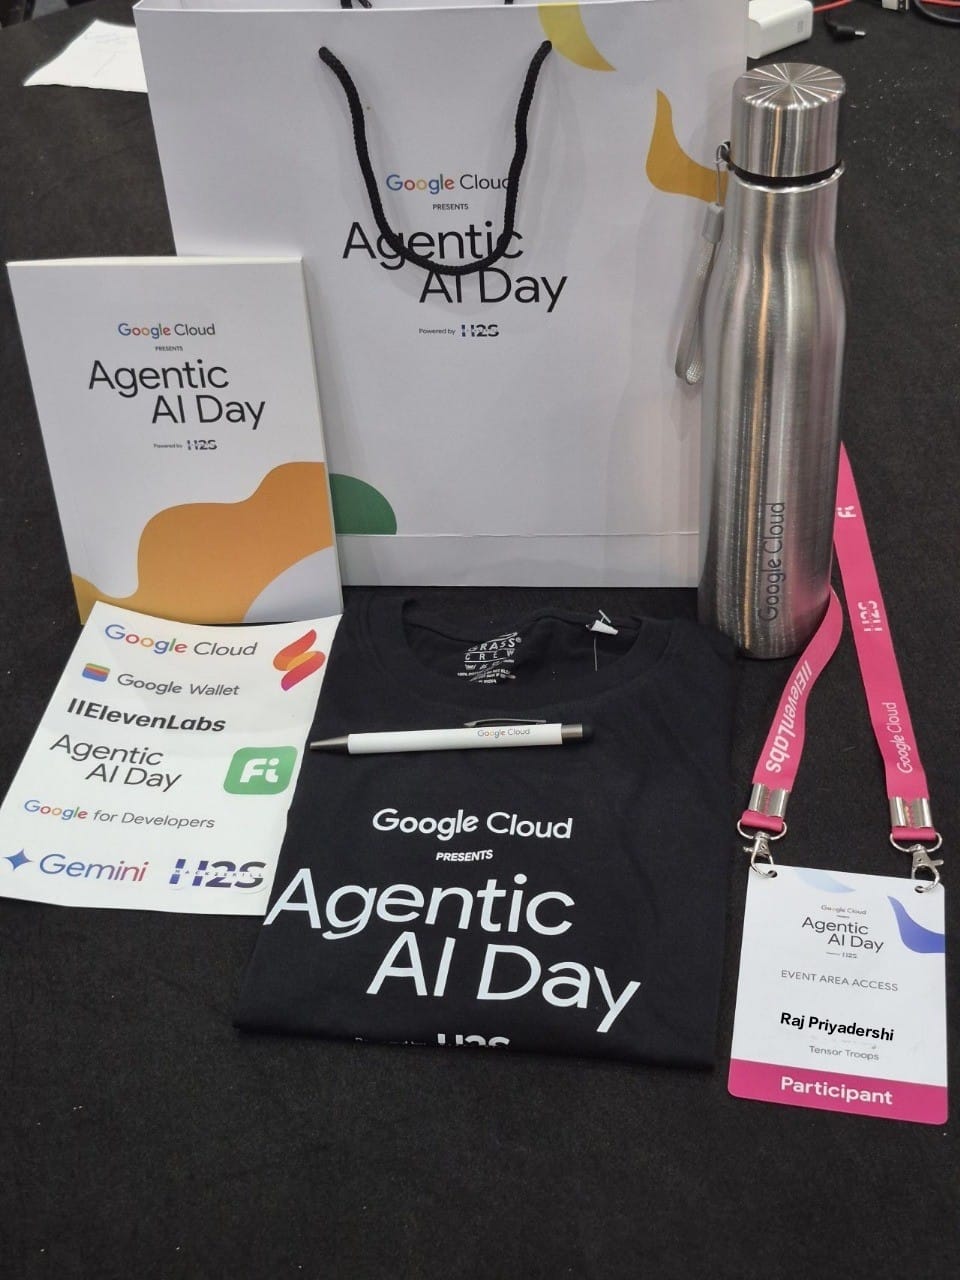 Google Cloud
PRESENTS
Agentic
AI Day
Powered by H2S
Google Cloud
PRESENTS
Agentic
AI Day
Powered by H2S
Google Cloud
Fi
H2S
Google Cloud
IIElevenLabs
Google Cloud
Google Wallet
IIElevenLabs
Agentic
AI Day
Fi
Google for Developers
Gemini
H2S
HACK2SKILL
GRASS
CREW
Google Cloud
Google Cloud
PRESENTS
Agentic
AI Day
H2S
Google Cloud
Agentic
AI Day
H2S
EVENT AREA ACCESS
Raj Priyadershi
Tensor Troops
Participant